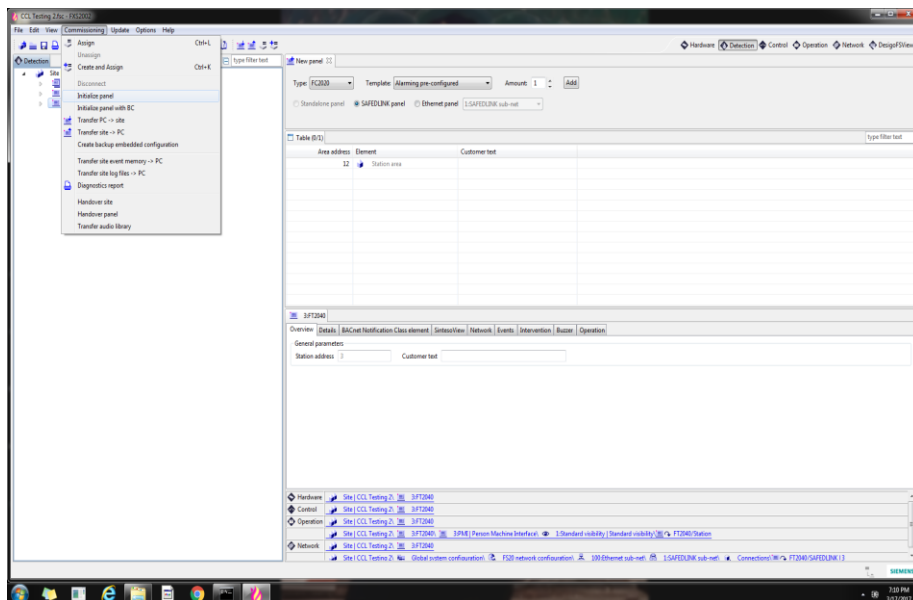 CCL Testing 2.fsc - FXS2002
File Edit View Commissioning Update Options Help
Assign Ctrl+L
Unassign
Create and Assign Ctrl+K
Disconnect
Initialize panel
Initialize panel with BC
Transfer PC -> site
Transfer site -> PC
Create backup embedded configuration
Transfer site event memory -> PC
Transfer site log files -> PC
Diagnostics report
Handover site
Handover panel
Transfer audio library
Hardware Detection Control Operation Network DesigoFSView
Detection
Site
type filter text
New panel
Type: FC2020 Template: Alarming pre-configured Amount: 1 Add
Standalone panel SAFEDLINK panel Ethernet panel 1:SAFEDLINK sub-net
Table (0/1) type filter text
Area address Element Customer text
12 Station area
3:FT2040
Overview Details BACnet Notification Class element SintesoView Network Events Intervention Buzzer Operation
General parameters
Station address 3 Customer text
Hardware Site | CCL Testing 2\ 3:FT2040
Control Site | CCL Testing 2\ 3:FT2040
Operation Site | CCL Testing 2\ 3:FT2040
Site | CCL Testing 2\ 3:FT2040\ 3:PMI | Person Machine Interface\ 1:Standard visibility | Standard visibility\ FT2040/Station
Network Site | CCL Testing 2\ 3:FT2040
Site | CCL Testing 2\ Global system configuration\ FS20 network configuration\ 100:Ethernet sub-net\ 1:SAFEDLINK sub-net\ Connections\ FT2040/SAFEDLINK I 3
SIEMENS
7:10 PM
3/17/2017